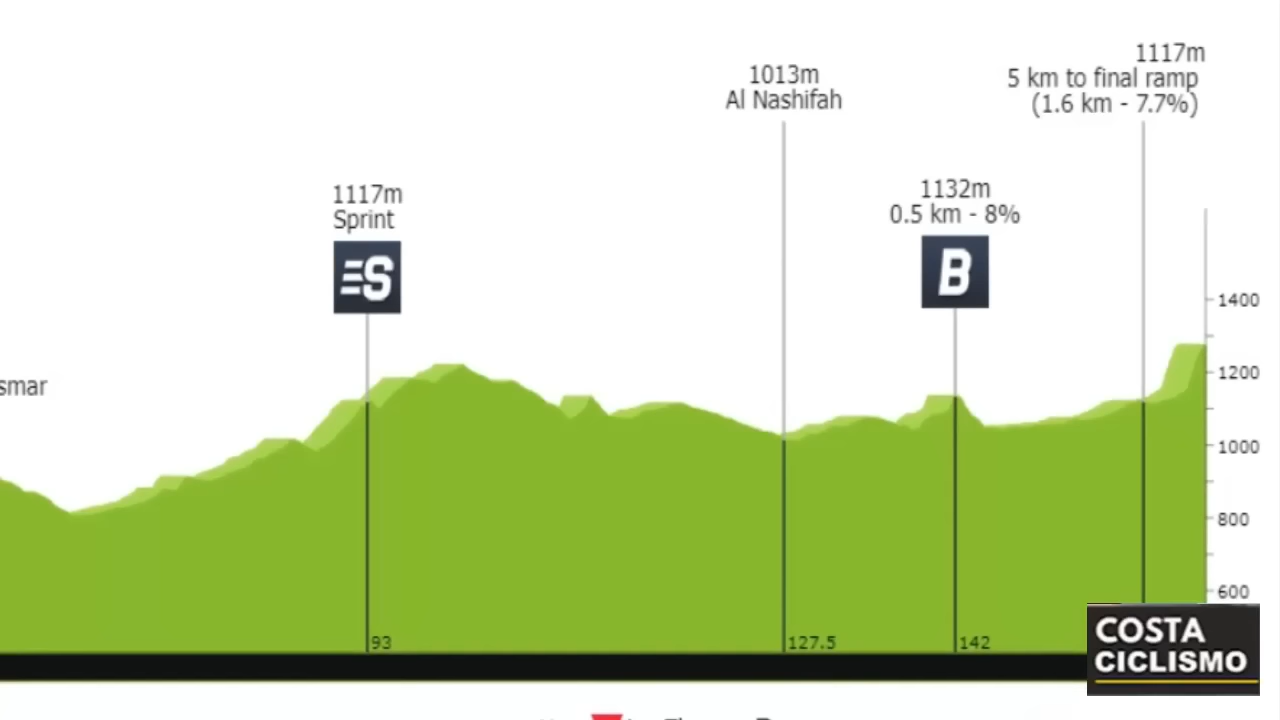 1117m
5 km to final ramp
(1.6 km - 7.7%)
1013m
Al Nashifah
1132m
0.5 km - 8%
B
1117m
Sprint
S
smar
1400
1200
1000
800
600
93
127.5
142
COSTA
CICLISMO